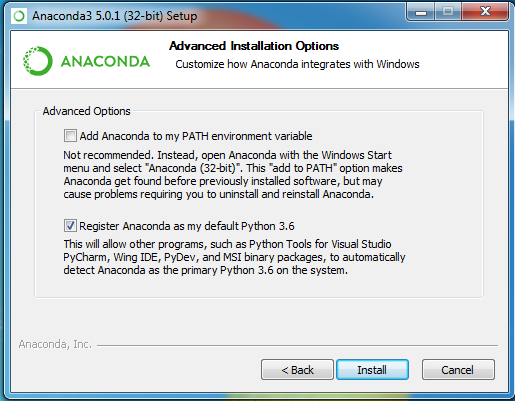 Anaconda3 5.0.1 (32-bit) Setup
ANACONDA
Advanced Installation Options
Customize how Anaconda integrates with Windows
Advanced Options
Add Anaconda to my PATH environment variable
Not recommended. Instead, open Anaconda with the Windows Start
menu and select "Anaconda (32-bit)". This "add to PATH" option makes
Anaconda get found before previously installed software, but may
cause problems requiring you to uninstall and reinstall Anaconda.
Register Anaconda as my default Python 3.6
This will allow other programs, such as Python Tools for Visual Studio
PyCharm, Wing IDE, PyDev, and MSI binary packages, to automatically
detect Anaconda as the primary Python 3.6 on the system.
Anaconda, Inc.
< Back
Install
Cancel